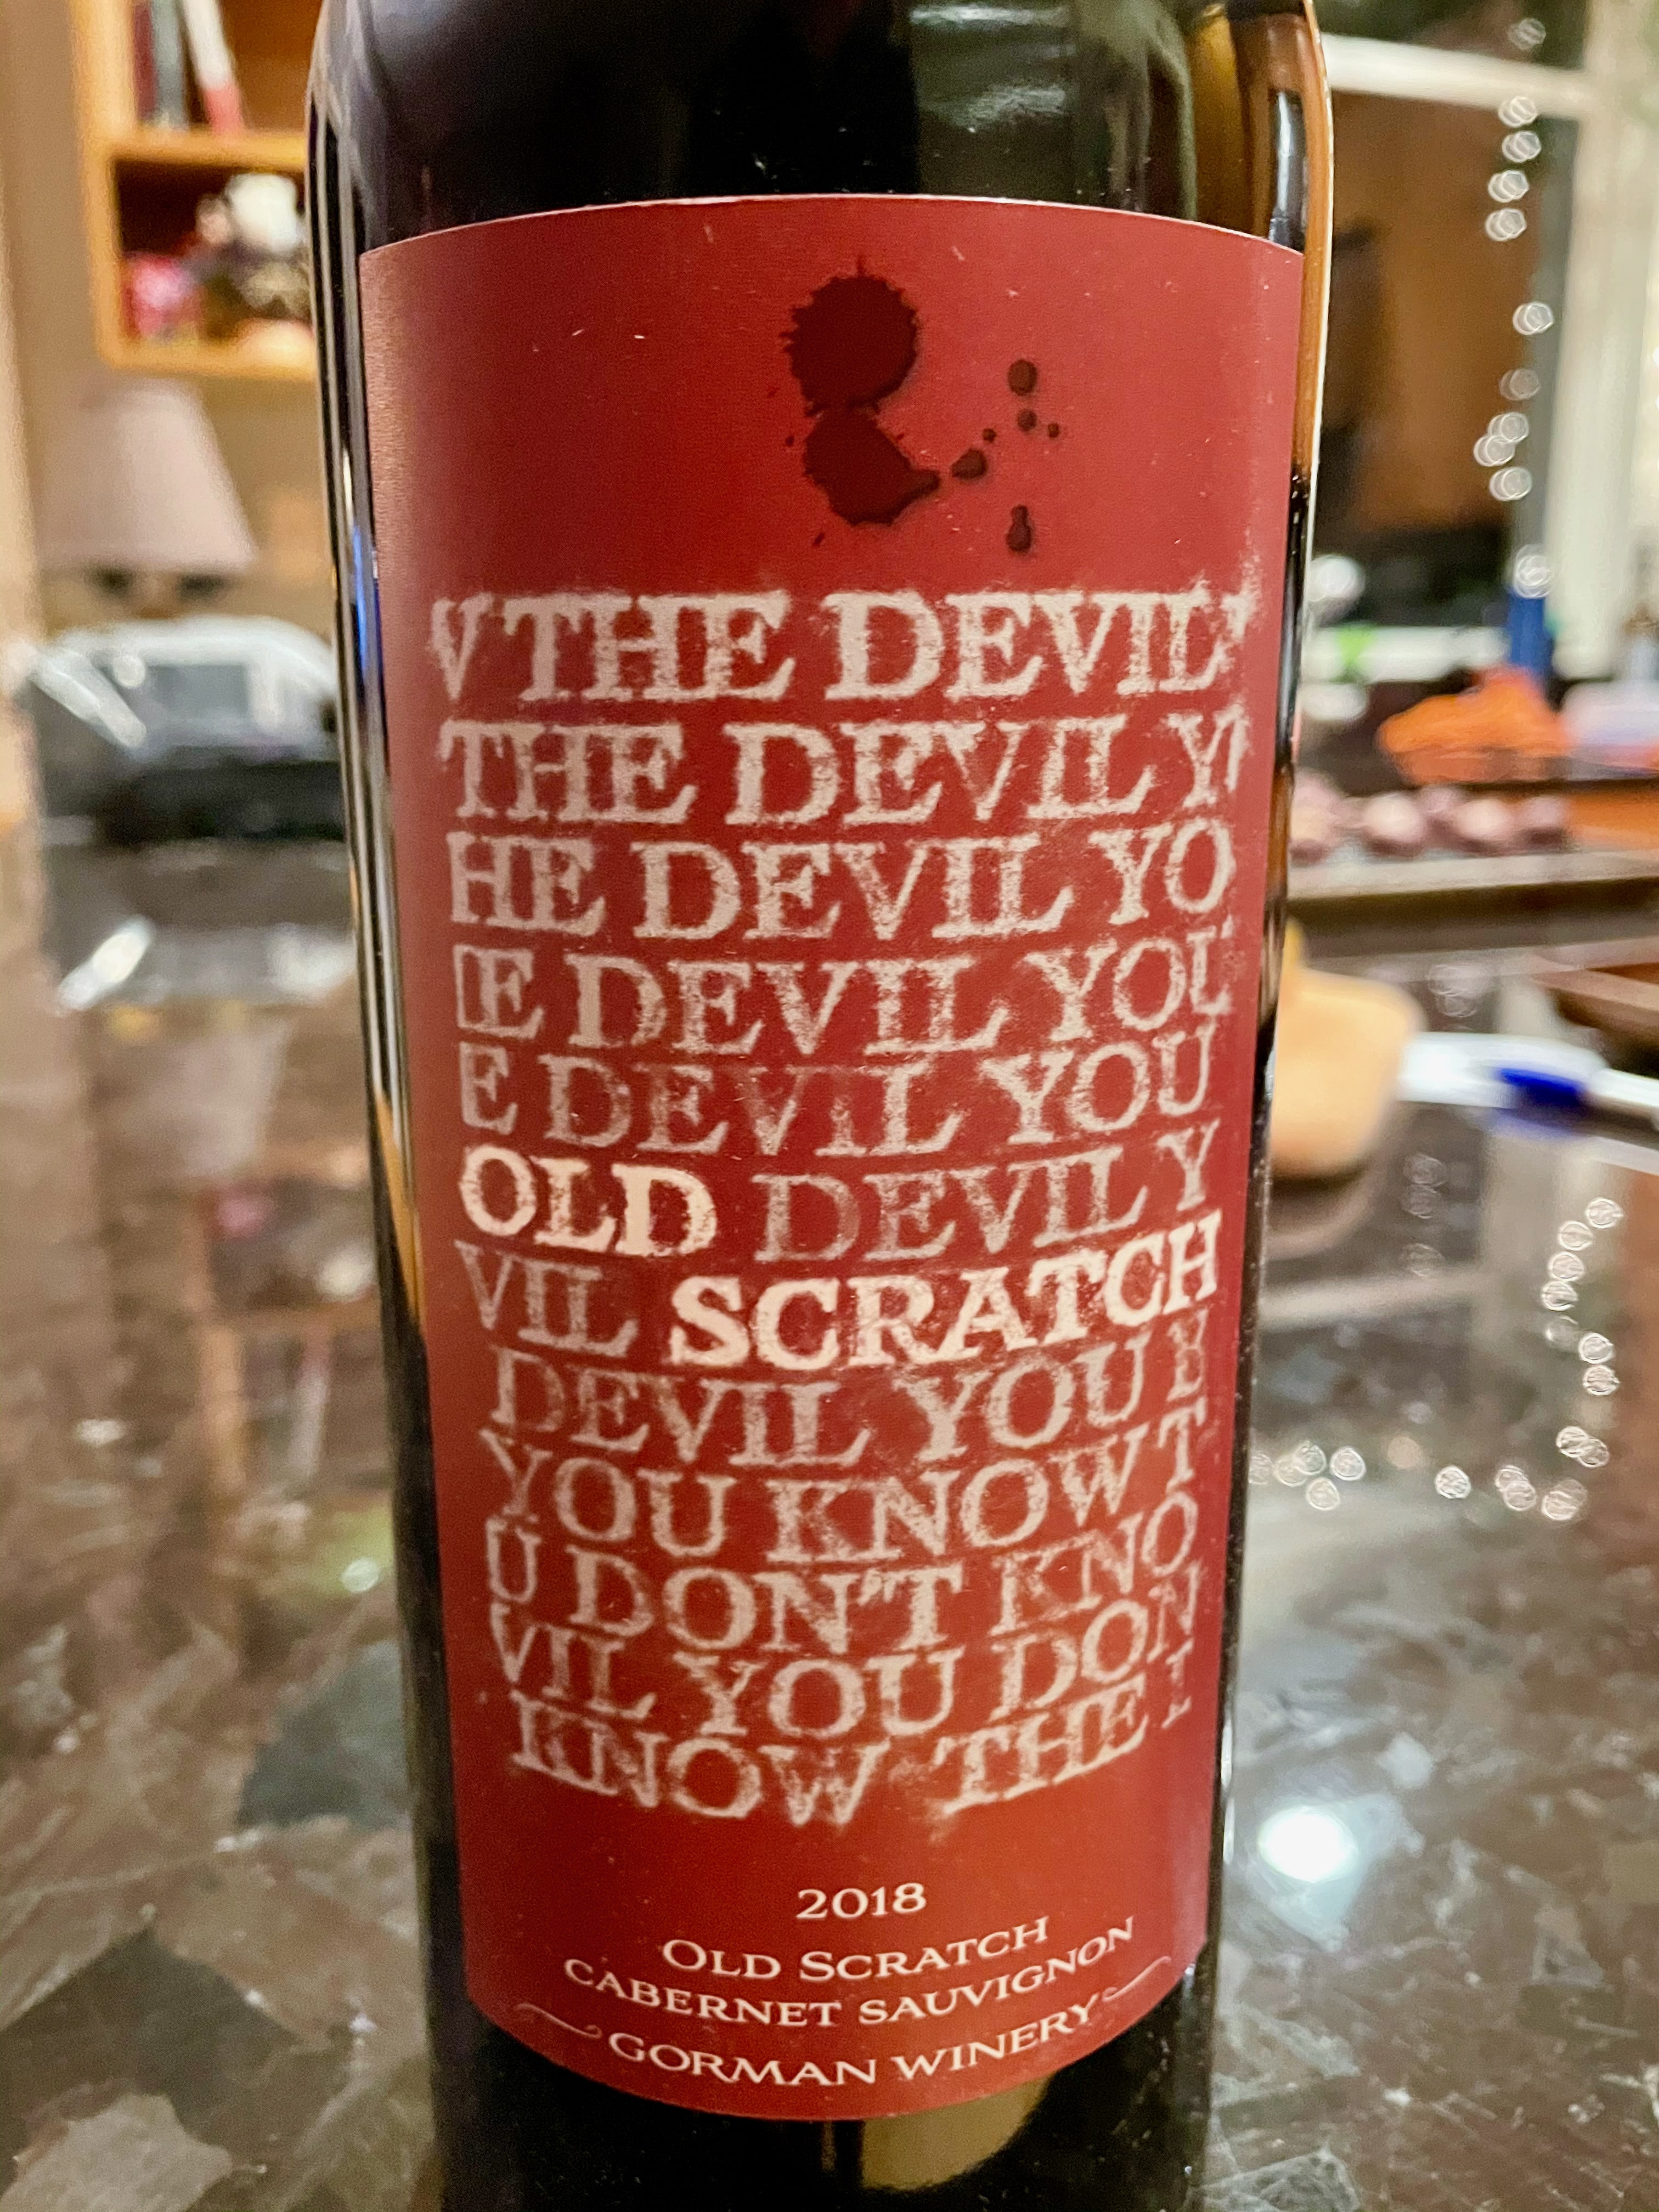 V THE DEVIL
THE DEVIL Y
HE DEVIL YO
E DEVIL YOU
E DEVIL YOU
OLD DEVIL Y
VIL SCRATCH
DEVIL YOU
YOU KNOW T
U DON'T KNO
VIL YOU DON
KNOW THE
2018
OLD SCRATCH
CABERNET SAUVIGNON
GORMAN WINERY